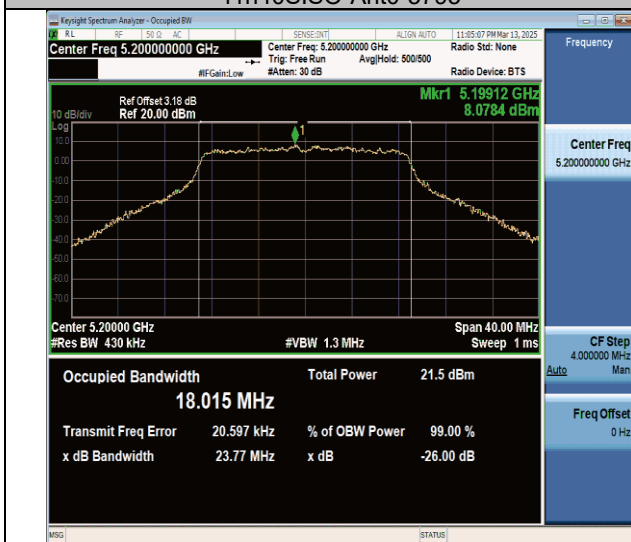 Keysight Spectrum Analyzer - Occupied BW
RL RF 50 Ω AC SENSE:INT ALIGN AUTO 11:05:07 PM Mar 13, 2025
Center Freq 5.200000000 GHz
Center Freq: 5.200000000 GHz
Radio Std: None
Trig: Free Run Avg|Hold: 500/500
#IFGain:Low #Atten: 30 dB Radio Device: BTS
Frequency
Mkr1 5.19912 GHz
8.0784 dBm
Ref Offset 3.18 dB
10 dB/div Ref 20.00 dBm
Log
10.0
0.00
-10.0
-20.0
-30.0
-40.0
-50.0
-60.0
-70.0
1
Center 5.20000 GHz Span 40.00 MHz
#Res BW 430 kHz #VBW 1.3 MHz Sweep 1 ms
Center Freq
5.200000000 GHz
CF Step
4.000000 MHz
Auto Man
Freq Offset
0 Hz
Occupied Bandwidth Total Power 21.5 dBm
18.015 MHz
Transmit Freq Error 20.597 kHz % of OBW Power 99.00 %
x dB Bandwidth 23.77 MHz x dB -26.00 dB
MSG STATUS